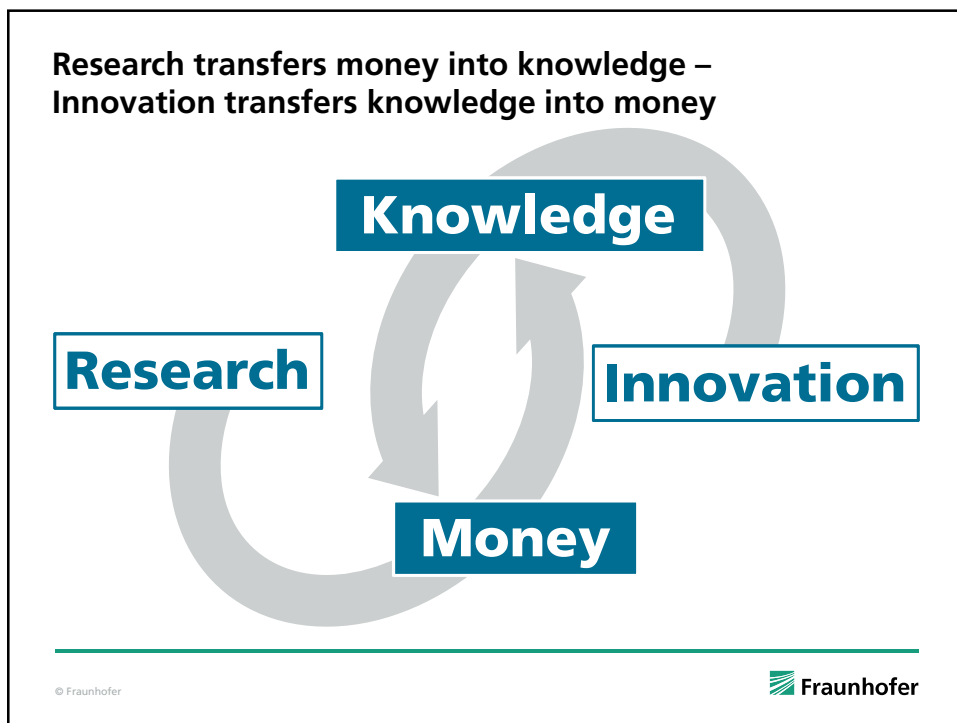 Research transfers money into knowledge –
Innovation transfers knowledge into money
Knowledge
Research
Innovation
Money
© Fraunhofer
Fraunhofer